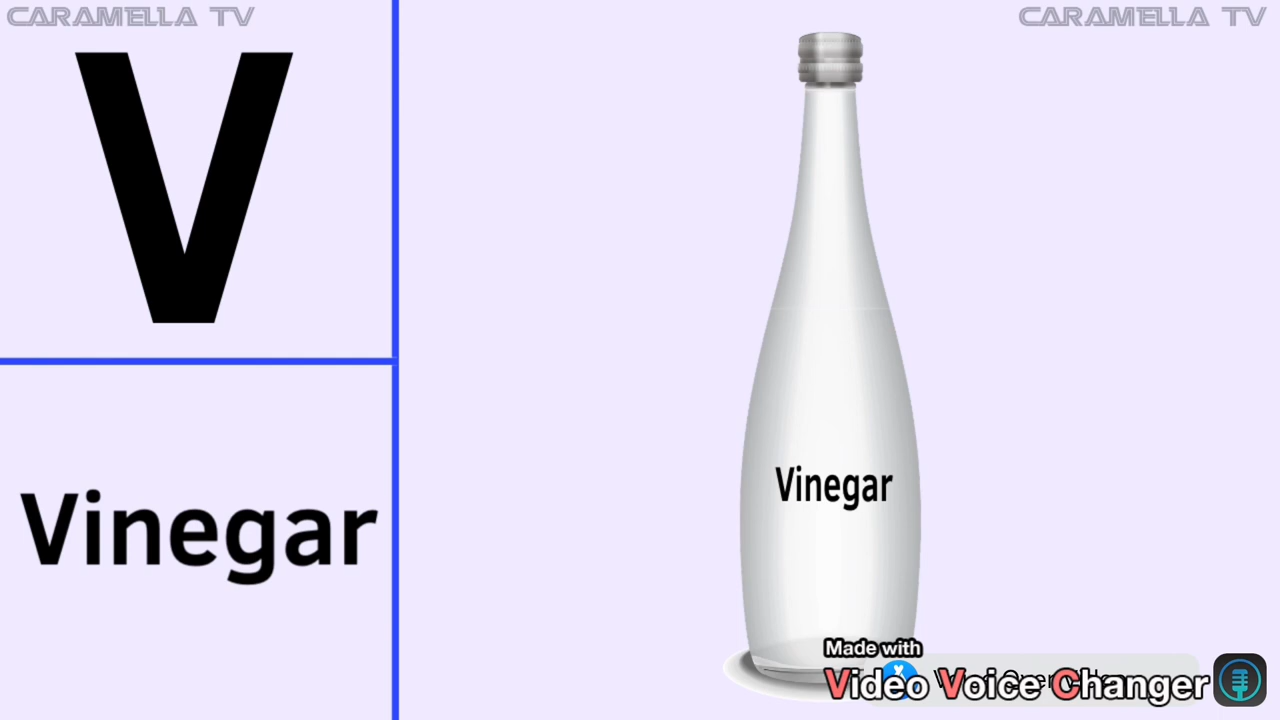 CARAMELLA TV
CARAMELLA TV
V
Vinegar
Vinegar
Made with
Video Voice Changer